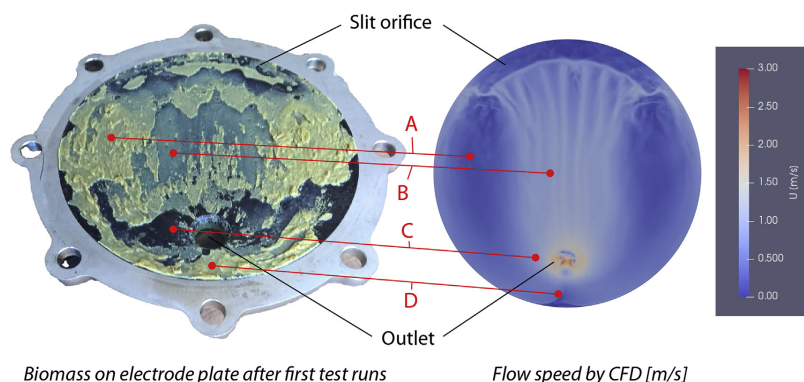 Slit orifice
A
B
C
D
Outlet
3.00
2.50
2.00
1.50
1.00
0.500
0.000
U [m/s]
Biomass on electrode plate after first test runs
Flow speed by CFD [m/s]